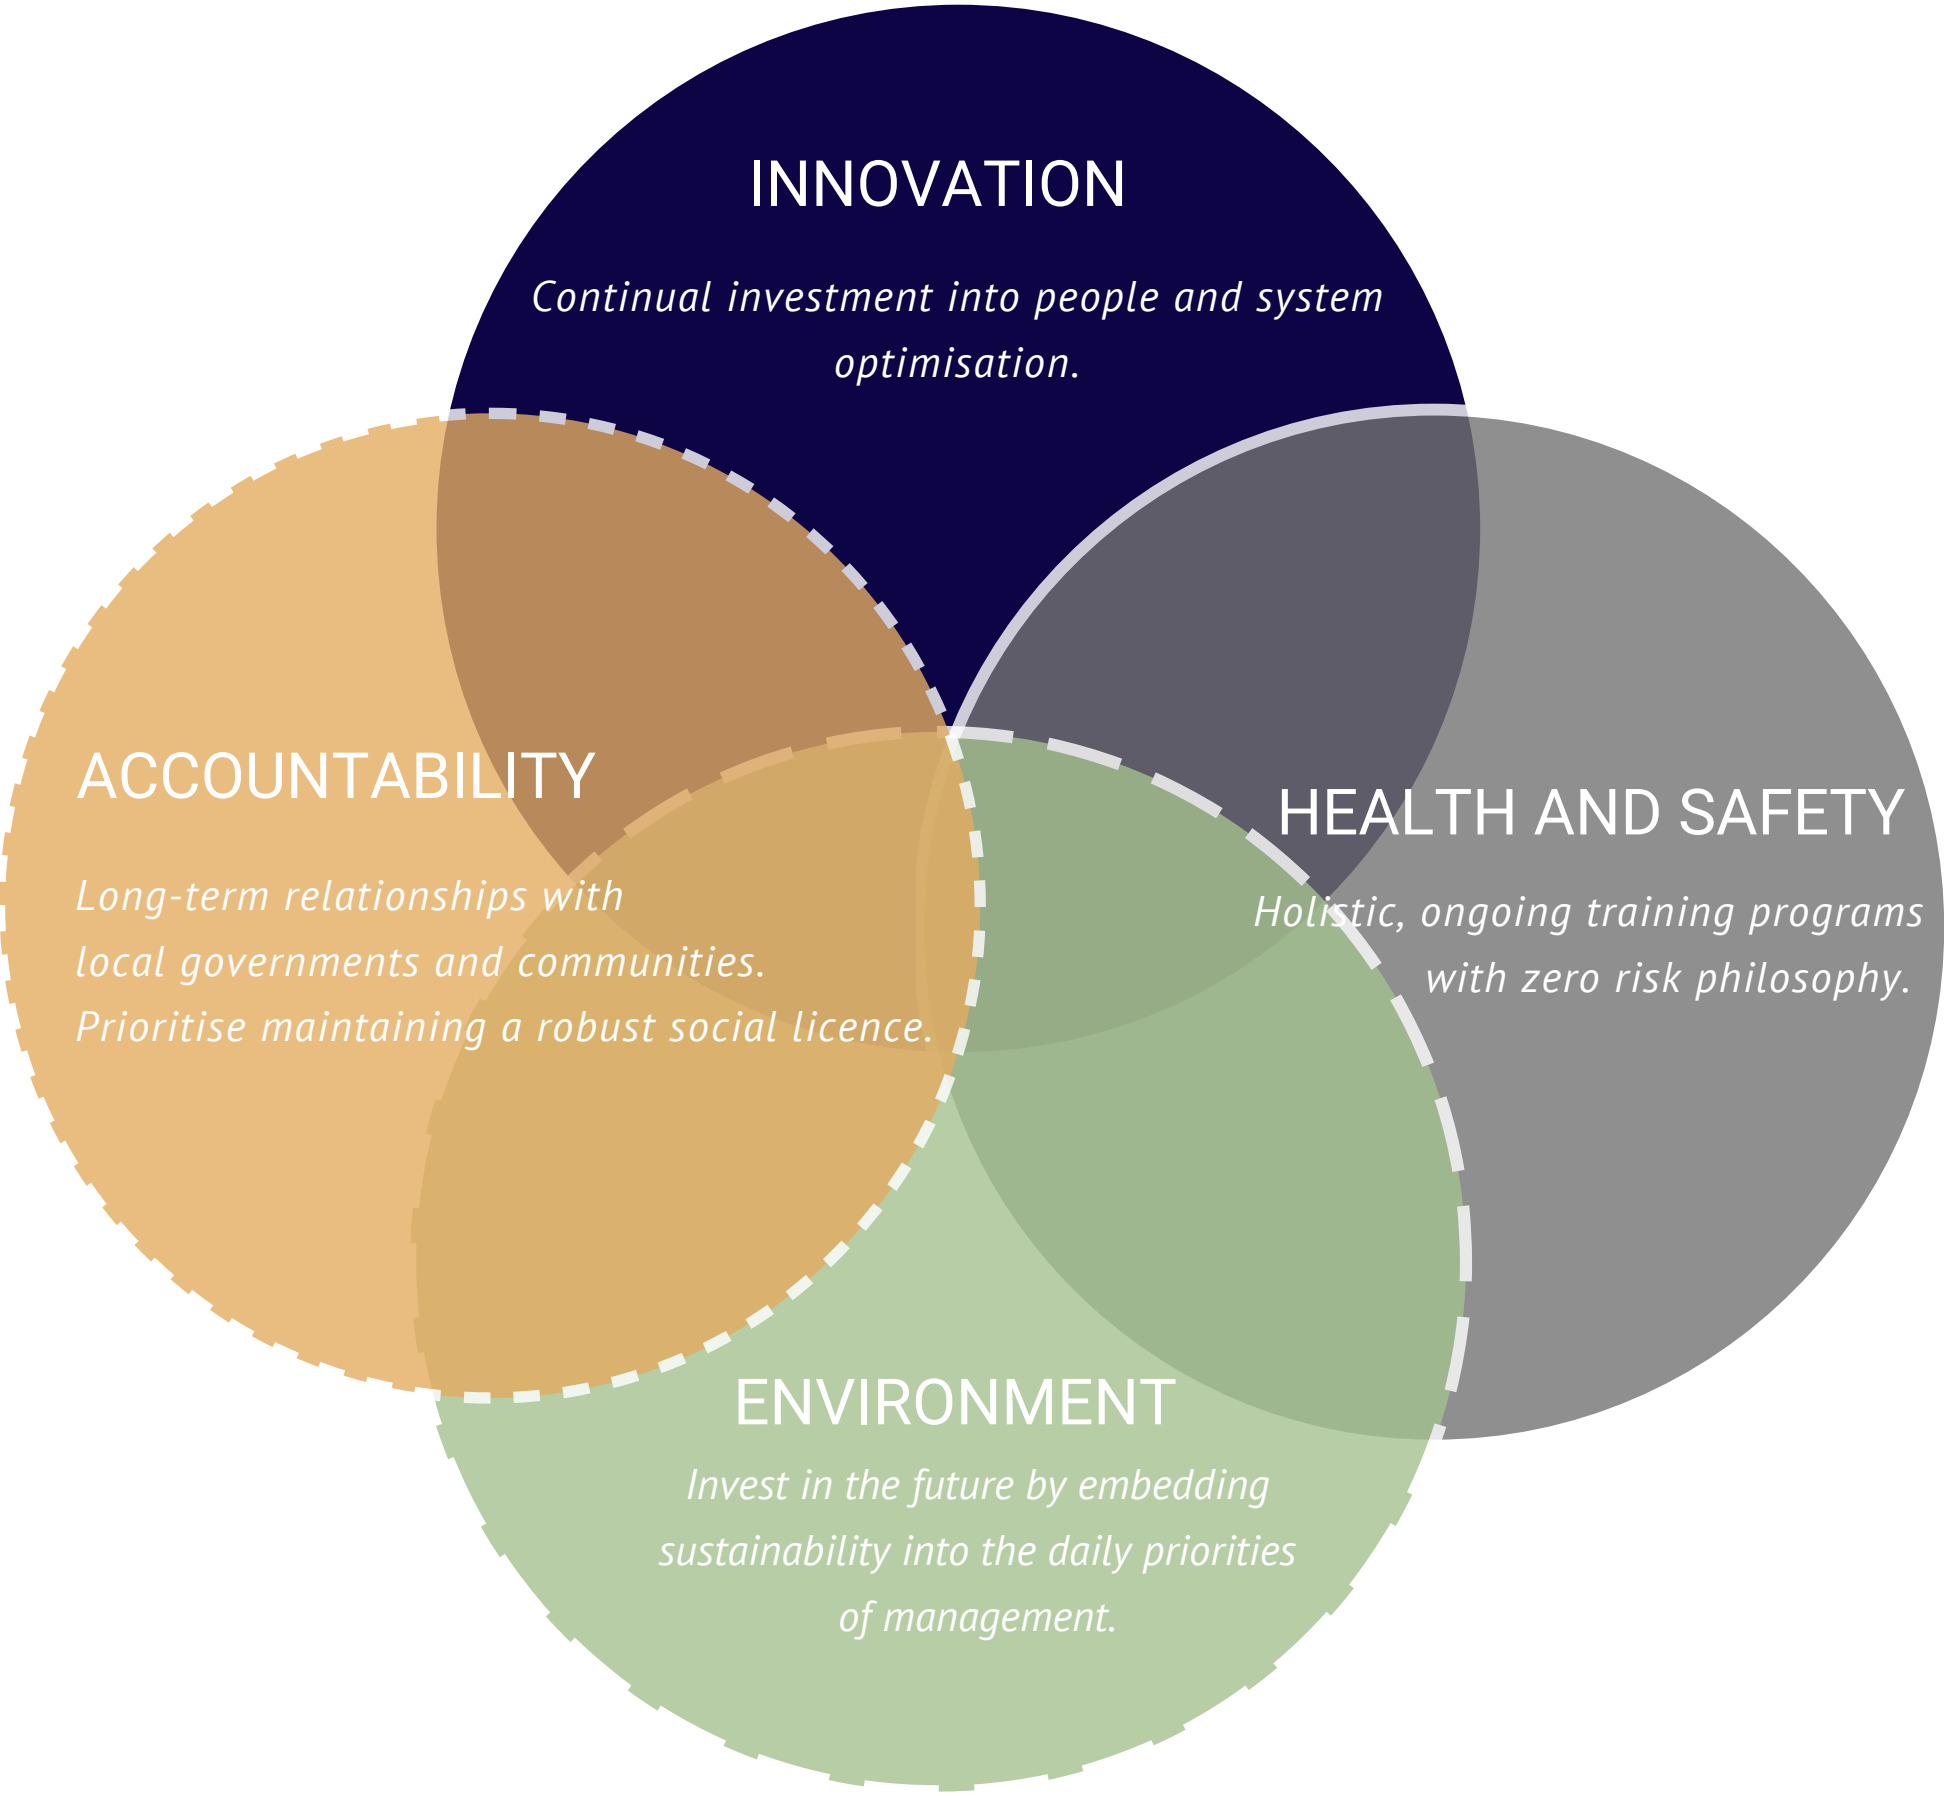 INNOVATION
Continual investment into people and system
optimisation.
ACCOUNTABILITY
Long-term relationships with
local governments and communities.
Prioritise maintaining a robust social licence.
HEALTH AND SAFETY
Holistic, ongoing training programs
with zero risk philosophy.
ENVIRONMENT
Invest in the future by embedding
sustainability into the daily priorities
of management.